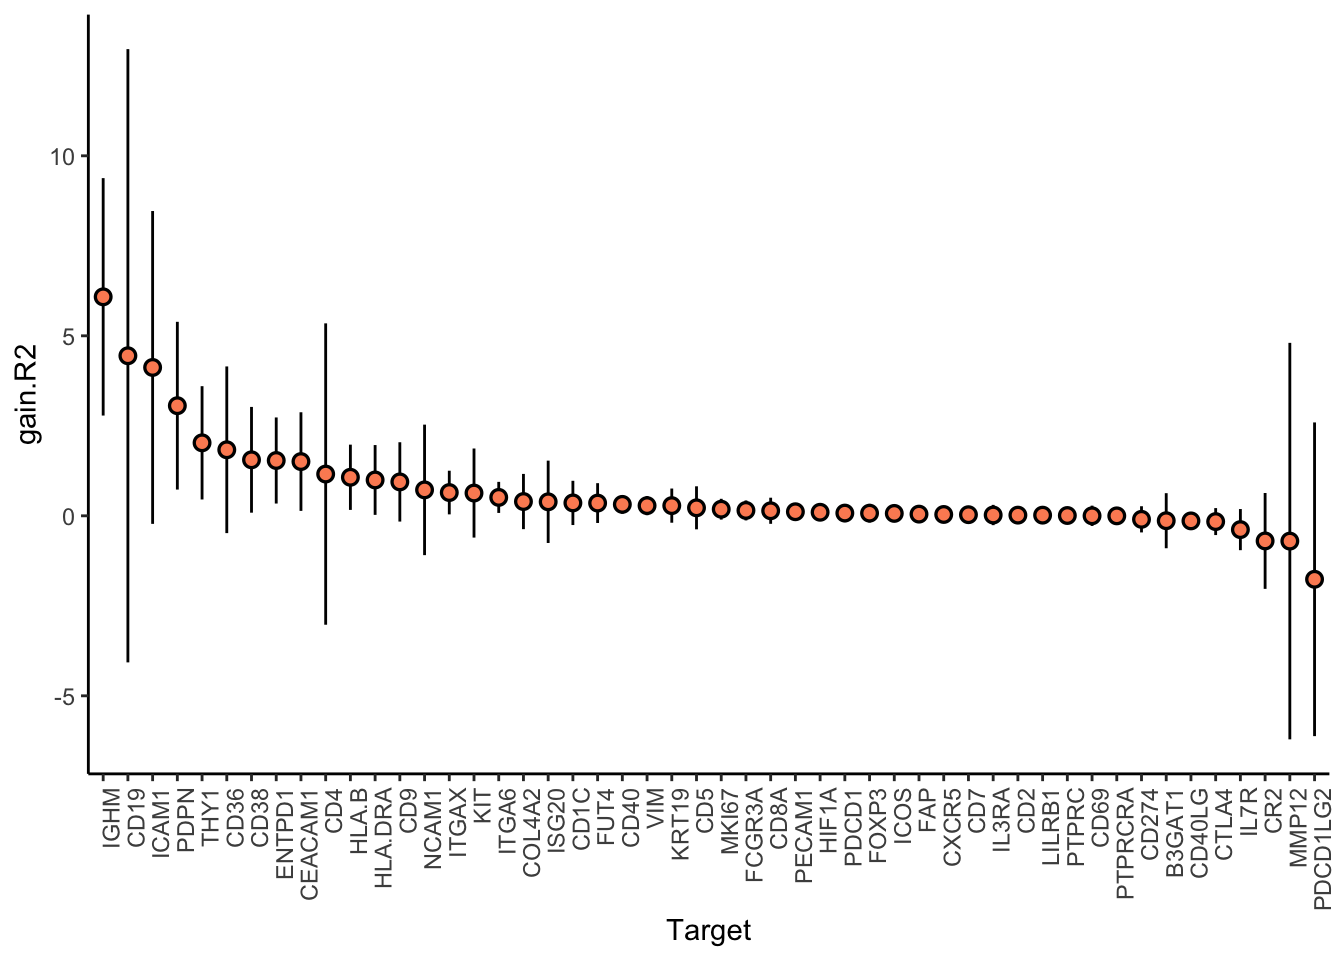 gain.R2
10
5
0
-5
IGHM
CD19
ICAM1
PDPN
THY1
CD36
CD38
ENTPD1
CEACAM1
CD4
HLA.B
HLA.DRA
CD9
NCAM1
ITGAX
KIT
ITGA6
COL4A2
ISG20
CD1C
FUT4
CD40
VIM
KRT19
CD5
MKI67
FCGR3A
CD8A
PECAM1
HIF1A
PDCD1
FOXP3
ICOS
FAP
CXCR5
CD7
IL3RA
CD2
LILRB1
PTPRC
CD69
PTPRCRA
CD274
B3GAT1
CD40LG
CTLA4
IL7R
CR2
MMP12
PDCD1LG2
Target